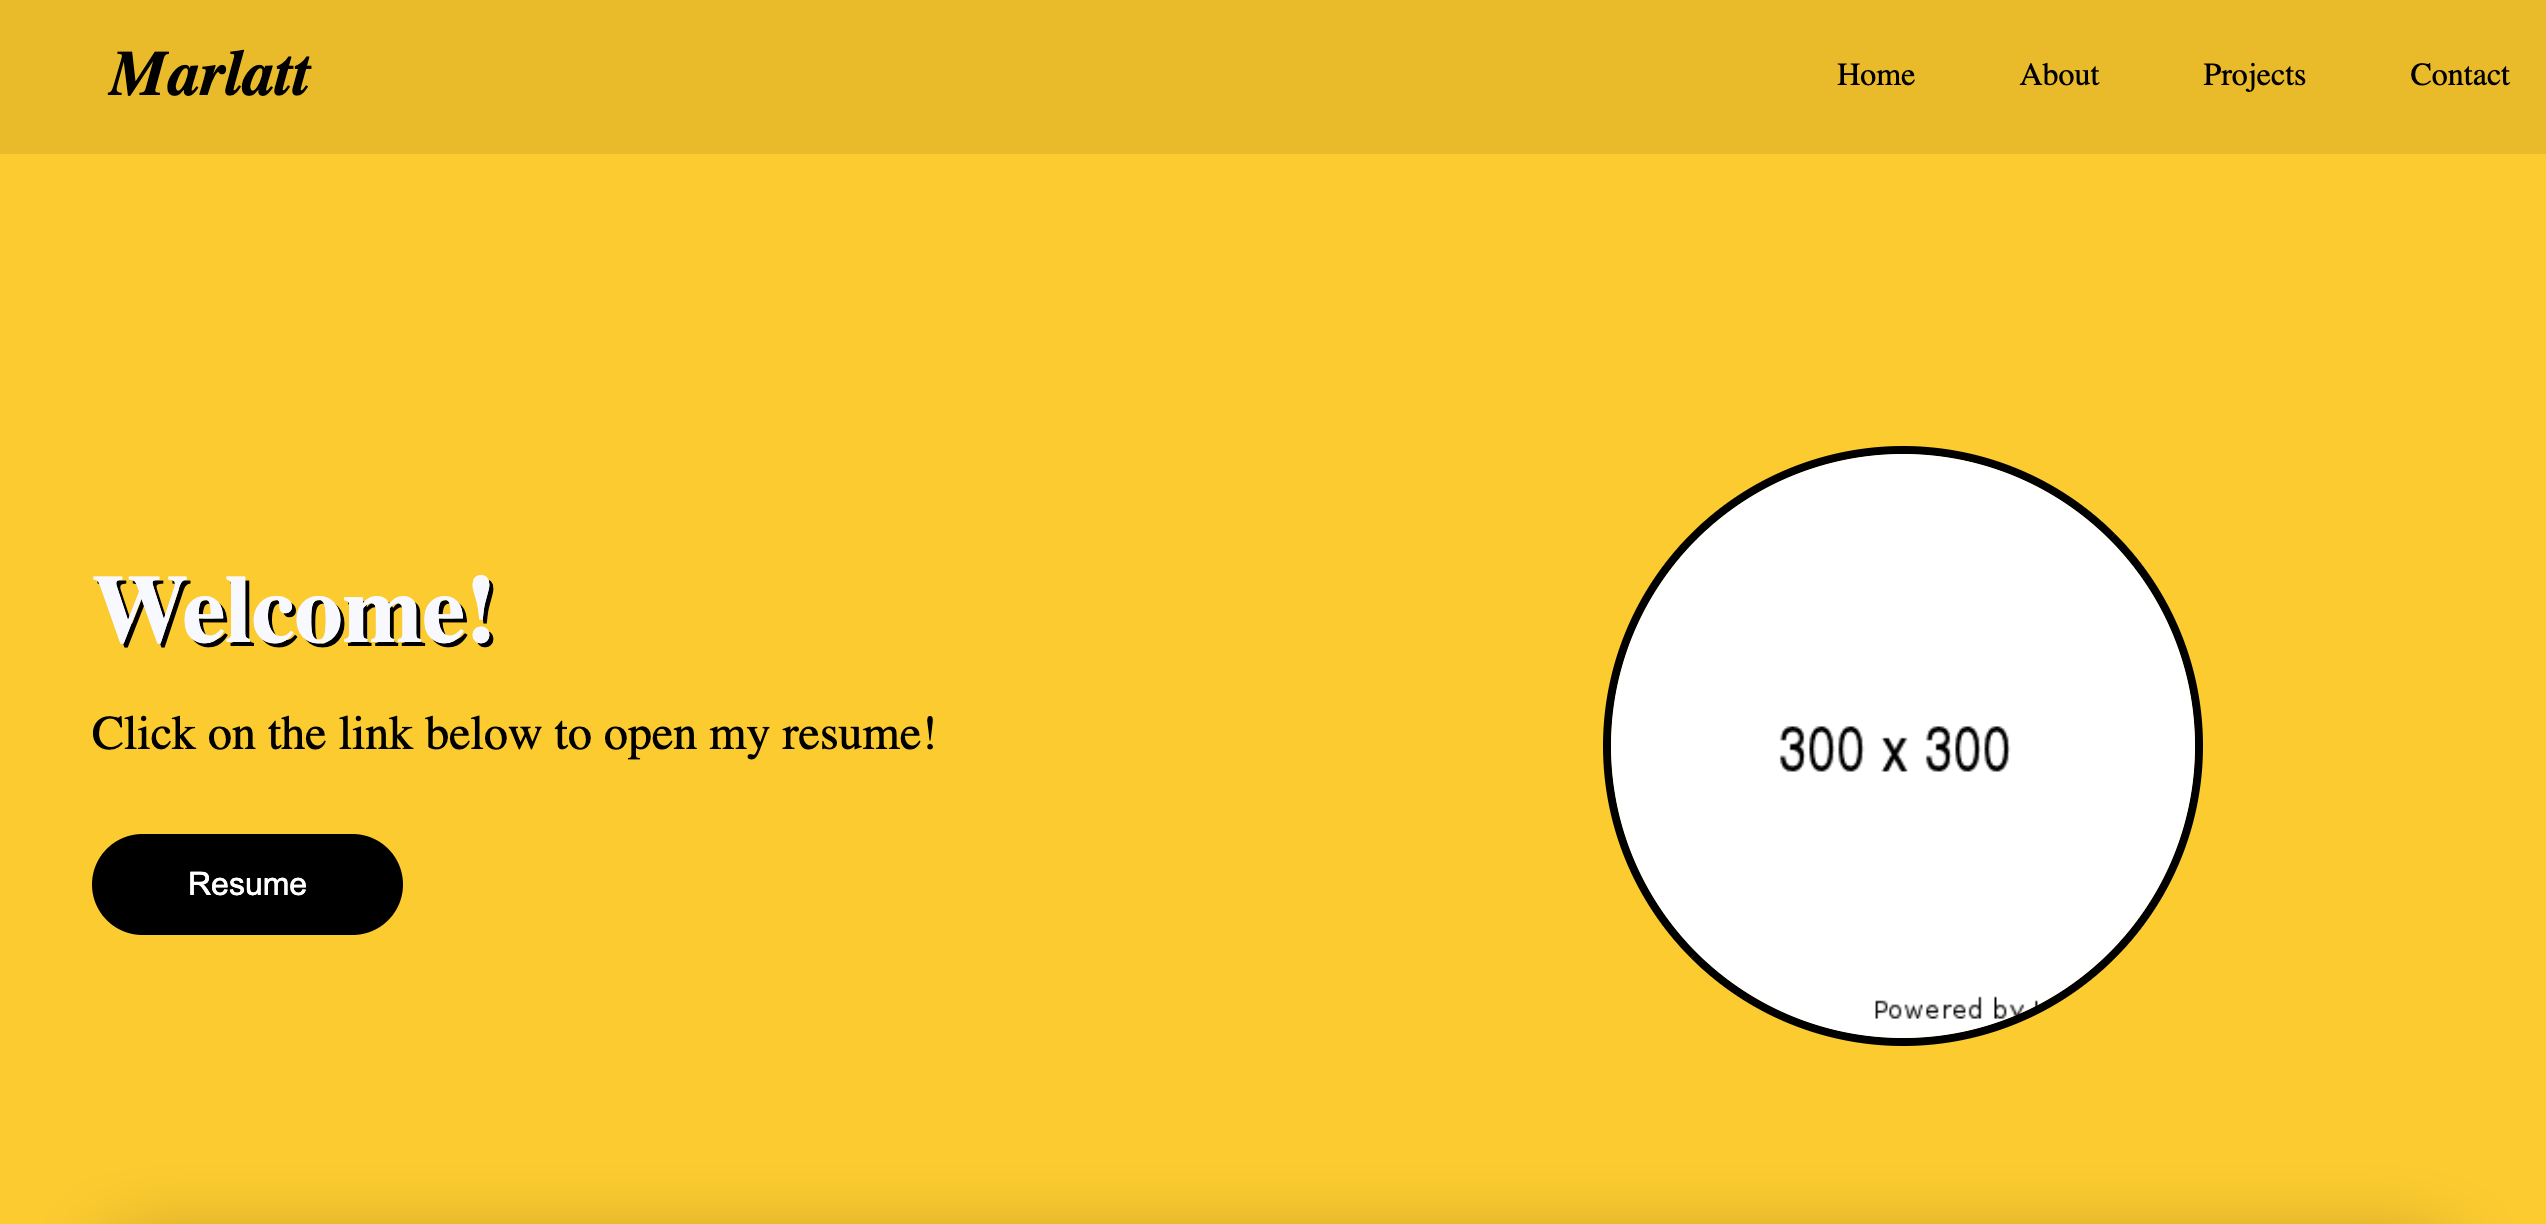 Marlatt
Home About Projects Contact
Welcome!
Click on the link below to open my resume!
Resume
300 x 300
Powered by